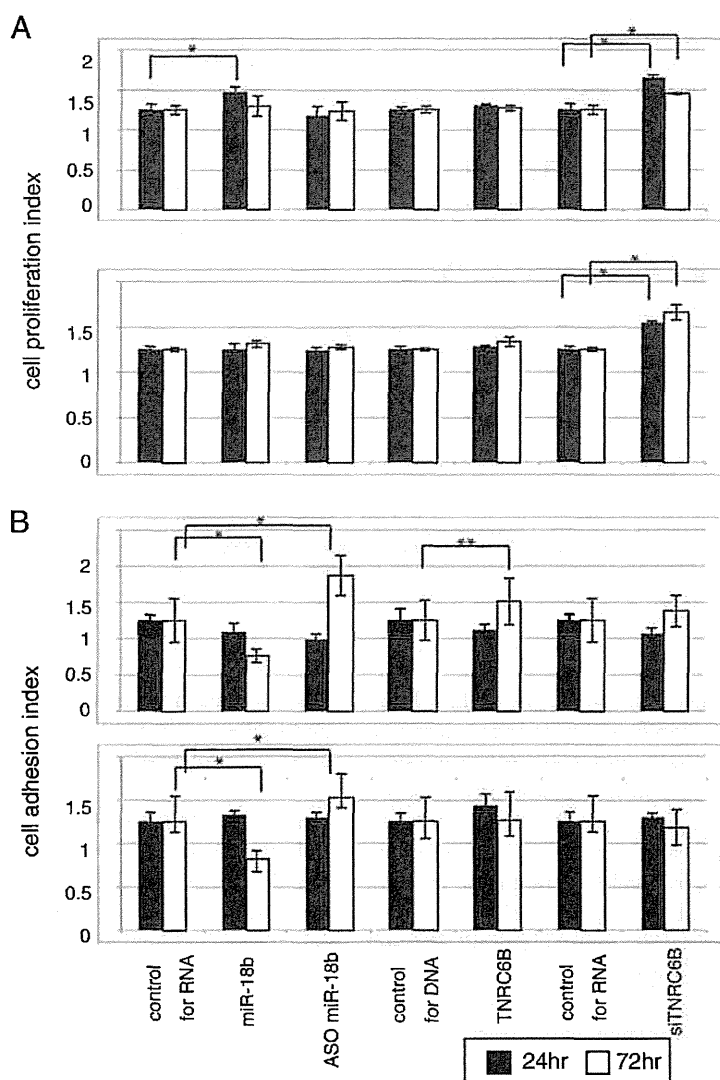 A
*
*
*
2
1.5
1
0.5
0
cell proliferation index
*
*
1.5
1
0.5
0
B
*
*
**
2
1.5
1
0.5
0
cell adhesion index
*
*
1.5
1
0.5
0
control
for RNA
miR-18b
ASO miR-18b
control
for DNA
TNRC6B
control
for RNA
siTNRC6B
24hr
72hr